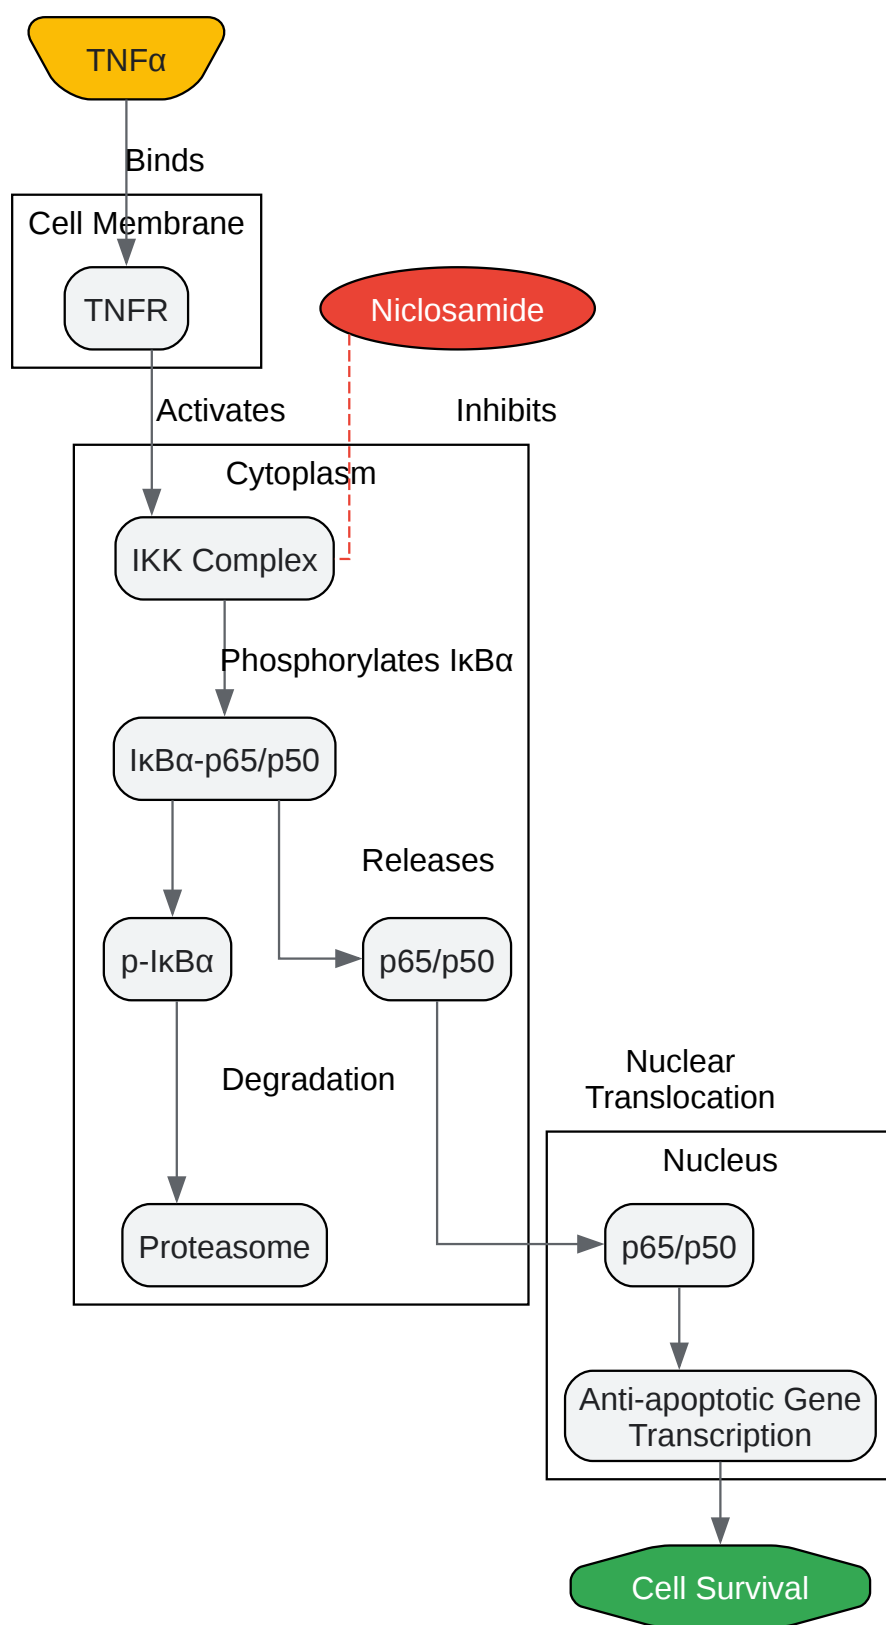 TNFα
Binds
Cell Membrane
TNFR
Niclosamide
Activates
Inhibits
Cytoplasm
IKK Complex
Phosphorylates IκBα
IκBα-p65/p50
Releases
p-IκBα
p65/p50
Degradation
Nuclear
Translocation
Nucleus
Proteasome
p65/p50
Anti-apoptotic Gene
Transcription
Cell Survival